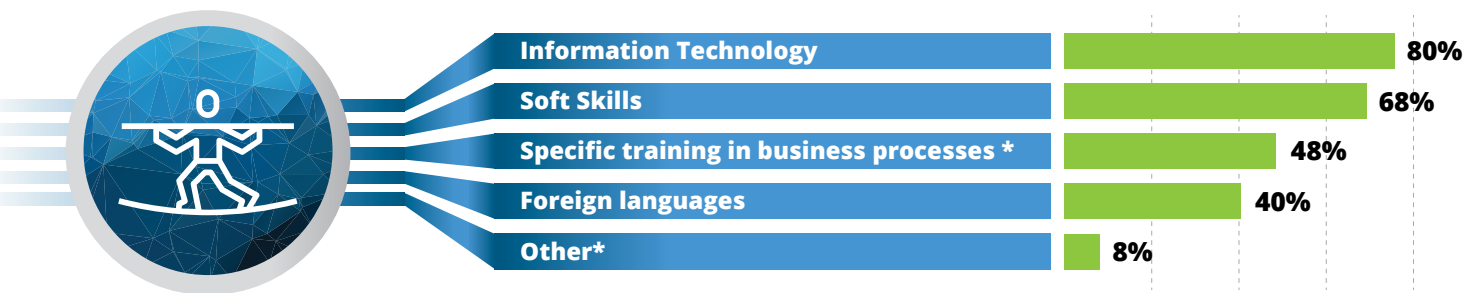 Information Technology 80%
Soft Skills 68%
Specific training in business processes * 48%
Foreign languages 40%
Other* 8%